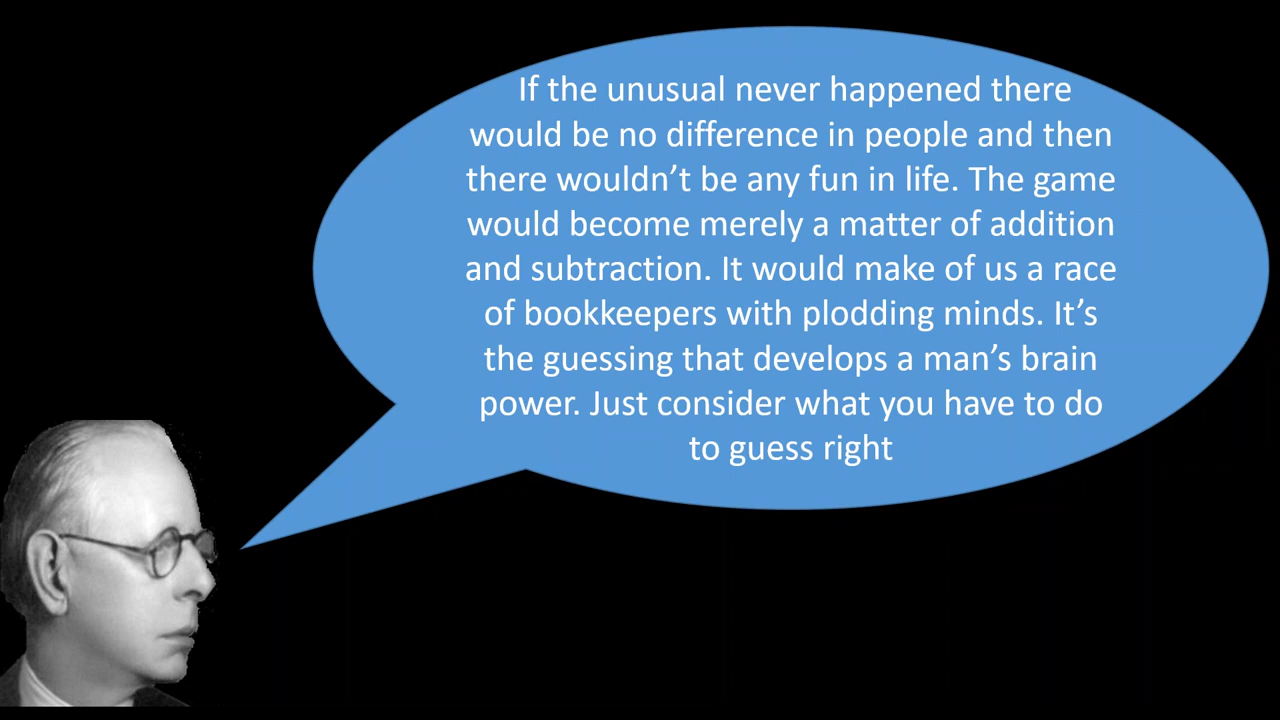 If the unusual never happened there
would be no difference in people and then
there wouldn’t be any fun in life. The game
would become merely a matter of addition
and subtraction. It would make of us a race
of bookkeepers with plodding minds. It’s
the guessing that develops a man’s brain
power. Just consider what you have to do
to guess right